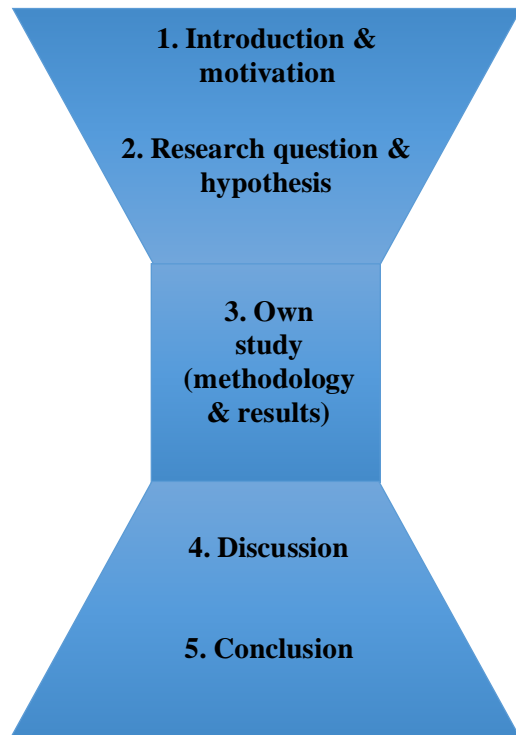 1. Introduction &
motivation
2. Research question &
hypothesis
3. Own
study
(methodology
& results)
4. Discussion
5. Conclusion